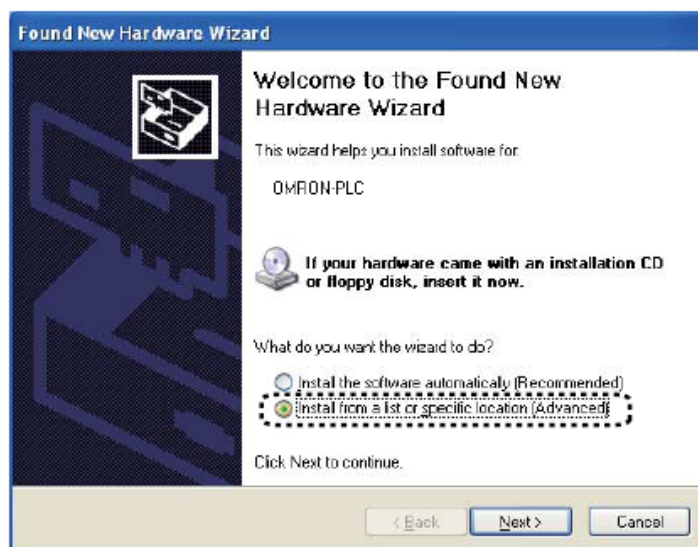 Found New Hardware Wizard
Welcome to the Found New
Hardware Wizard
This wizard helps you install software for:
OMRON-PLC
If your hardware came with an installation CD
or floppy disk, insert it now.
What do you want the wizard to do?
Install the software automatically (Recommended)
Install from a list or specific location (Advanced)
Click Next to continue.
< Back
Next >
Cancel